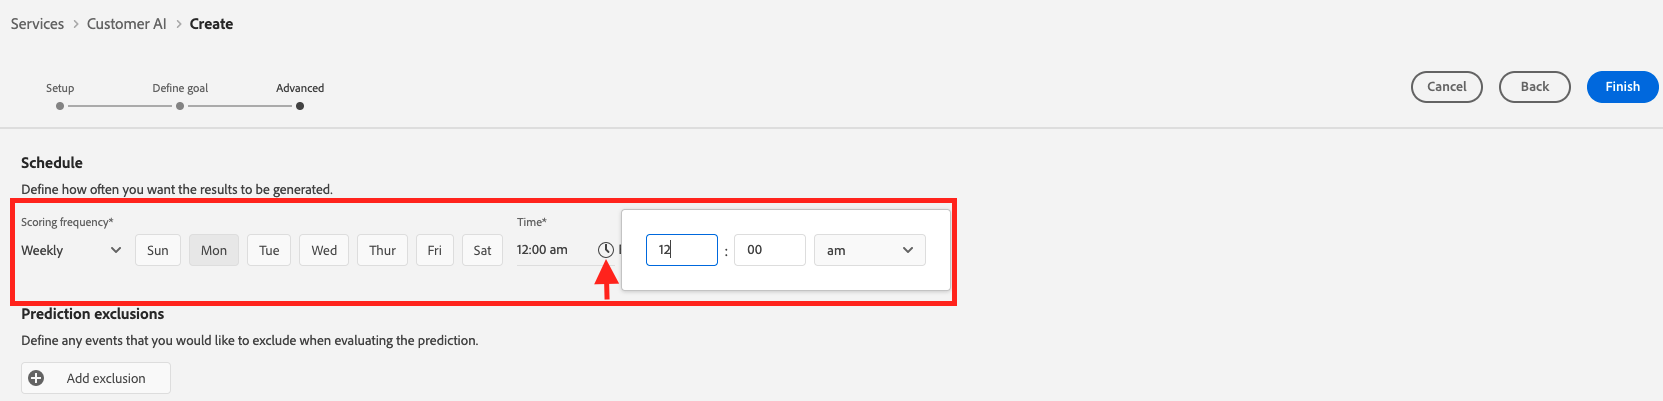 Services > Customer AI > Create
Setup
Define goal
Advanced
Cancel
Back
Finish
Schedule
Define how often you want the results to be generated.
Scoring frequency*
Time*
Weekly
Sun
Mon
Tue
Wed
Thur
Fri
Sat
12:00 am
12 : 00
am
Prediction exclusions
Define any events that you would like to exclude when evaluating the prediction.
Add exclusion